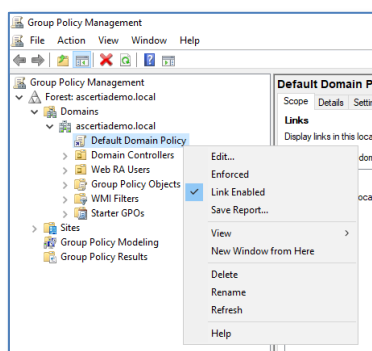 Group Policy Management
File Action View Window Help
Group Policy Management
Forest: ascertiademo.local
Domains
ascertiademo.local
Default Domain Policy
Domain Controllers
Web RA Users
Group Policy Objects
WMI Filters
Starter GPOs
Sites
Group Policy Modeling
Group Policy Results
Default Domain P
Scope Details Setti
Links
Display links in this loca
Edit...
Enforced
Link Enabled
Save Report...
View
New Window from Here
Delete
Rename
Refresh
Help